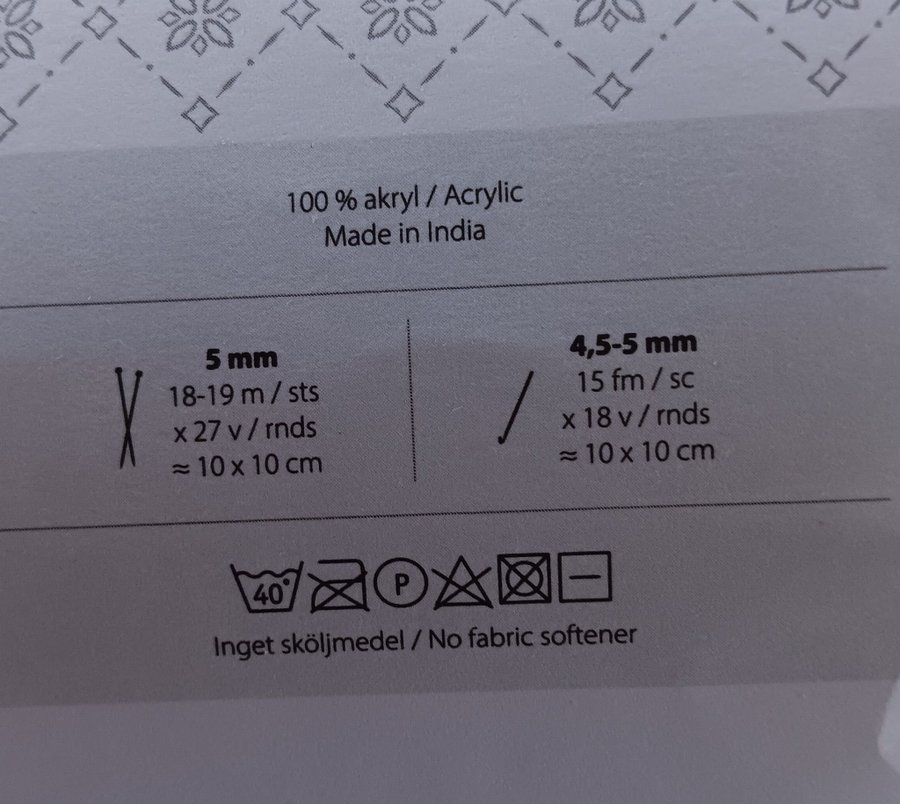 100 % akryl / Acrylic
Made in India
5 mm
18-19 m / sts
x 27 v / rnds
≈ 10 x 10 cm
4,5-5 mm
15 fm / sc
x 18 v / rnds
≈ 10 x 10 cm
40°
P
Inget sköljmedel / No fabric softener